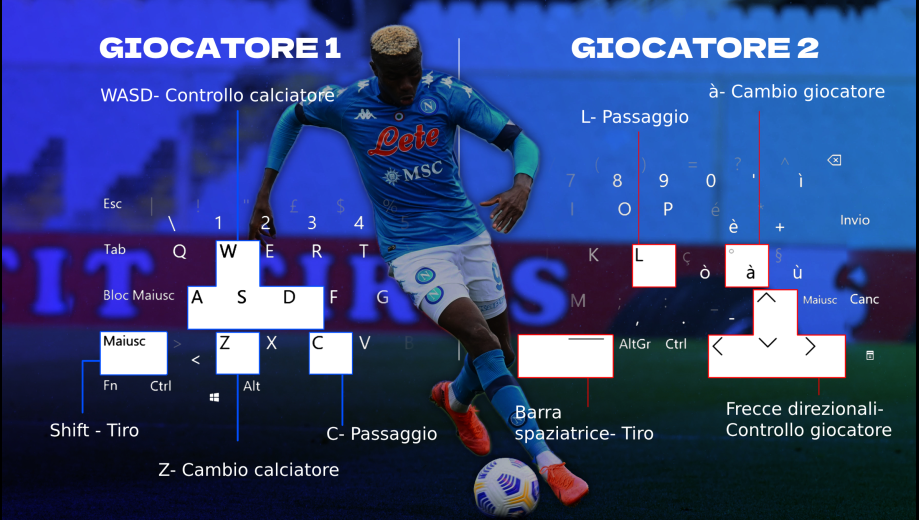 GIOCATORE 1
GIOCATORE 2
WASD- Controllo calciatore
à- Cambio giocatore
L- Passaggio
Lete
MSC
N
( ) = ? ^
7 8 9 0 ' ì
Esc | ! " £ $ %
\ 1 2 3 4
I O P é *
è + Invio
Tab Q W E R T
K L ç ò ° à § ù
Bloc Maiusc A S D F G
M ; : _
, . - Maiusc Canc
Maiusc > < Z X C V B
AltGr Ctrl
Fn Ctrl Alt
Shift - Tiro
C- Passaggio
Z- Cambio calciatore
Barra
spaziatrice- Tiro
Frecce direzionali-
Controllo giocatore